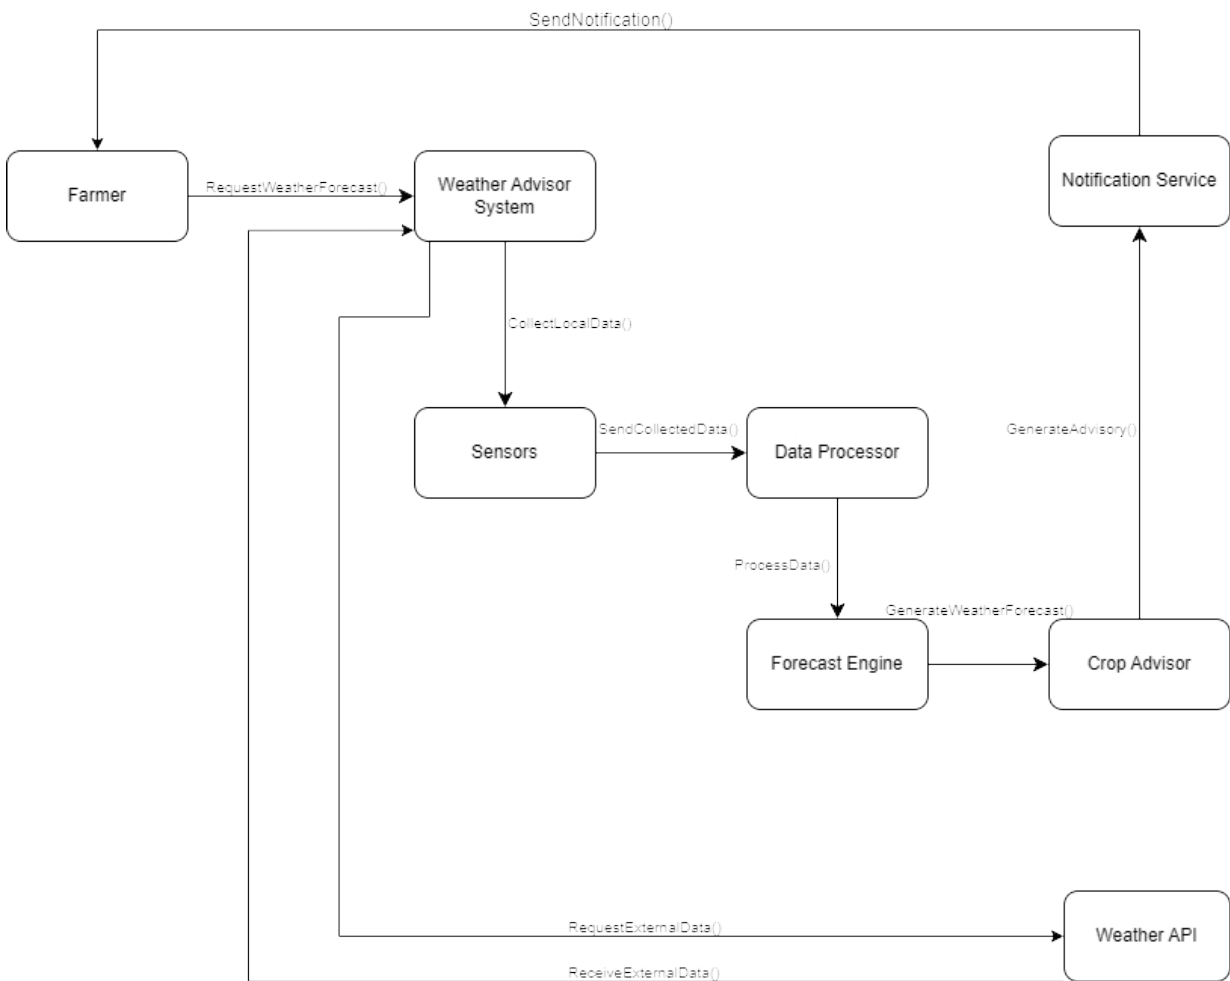 SendNotification()
Farmer
RequestWeatherForecast()
Weather Advisor
System
Notification Service
CollectLocalData()
Sensors
SendCollectedData()
Data Processor
GenerateAdvisory()
ProcessData()
GenerateWeatherForecast()
Forecast Engine
Crop Advisor
RequestExternalData()
Weather API
ReceiveExternalData()